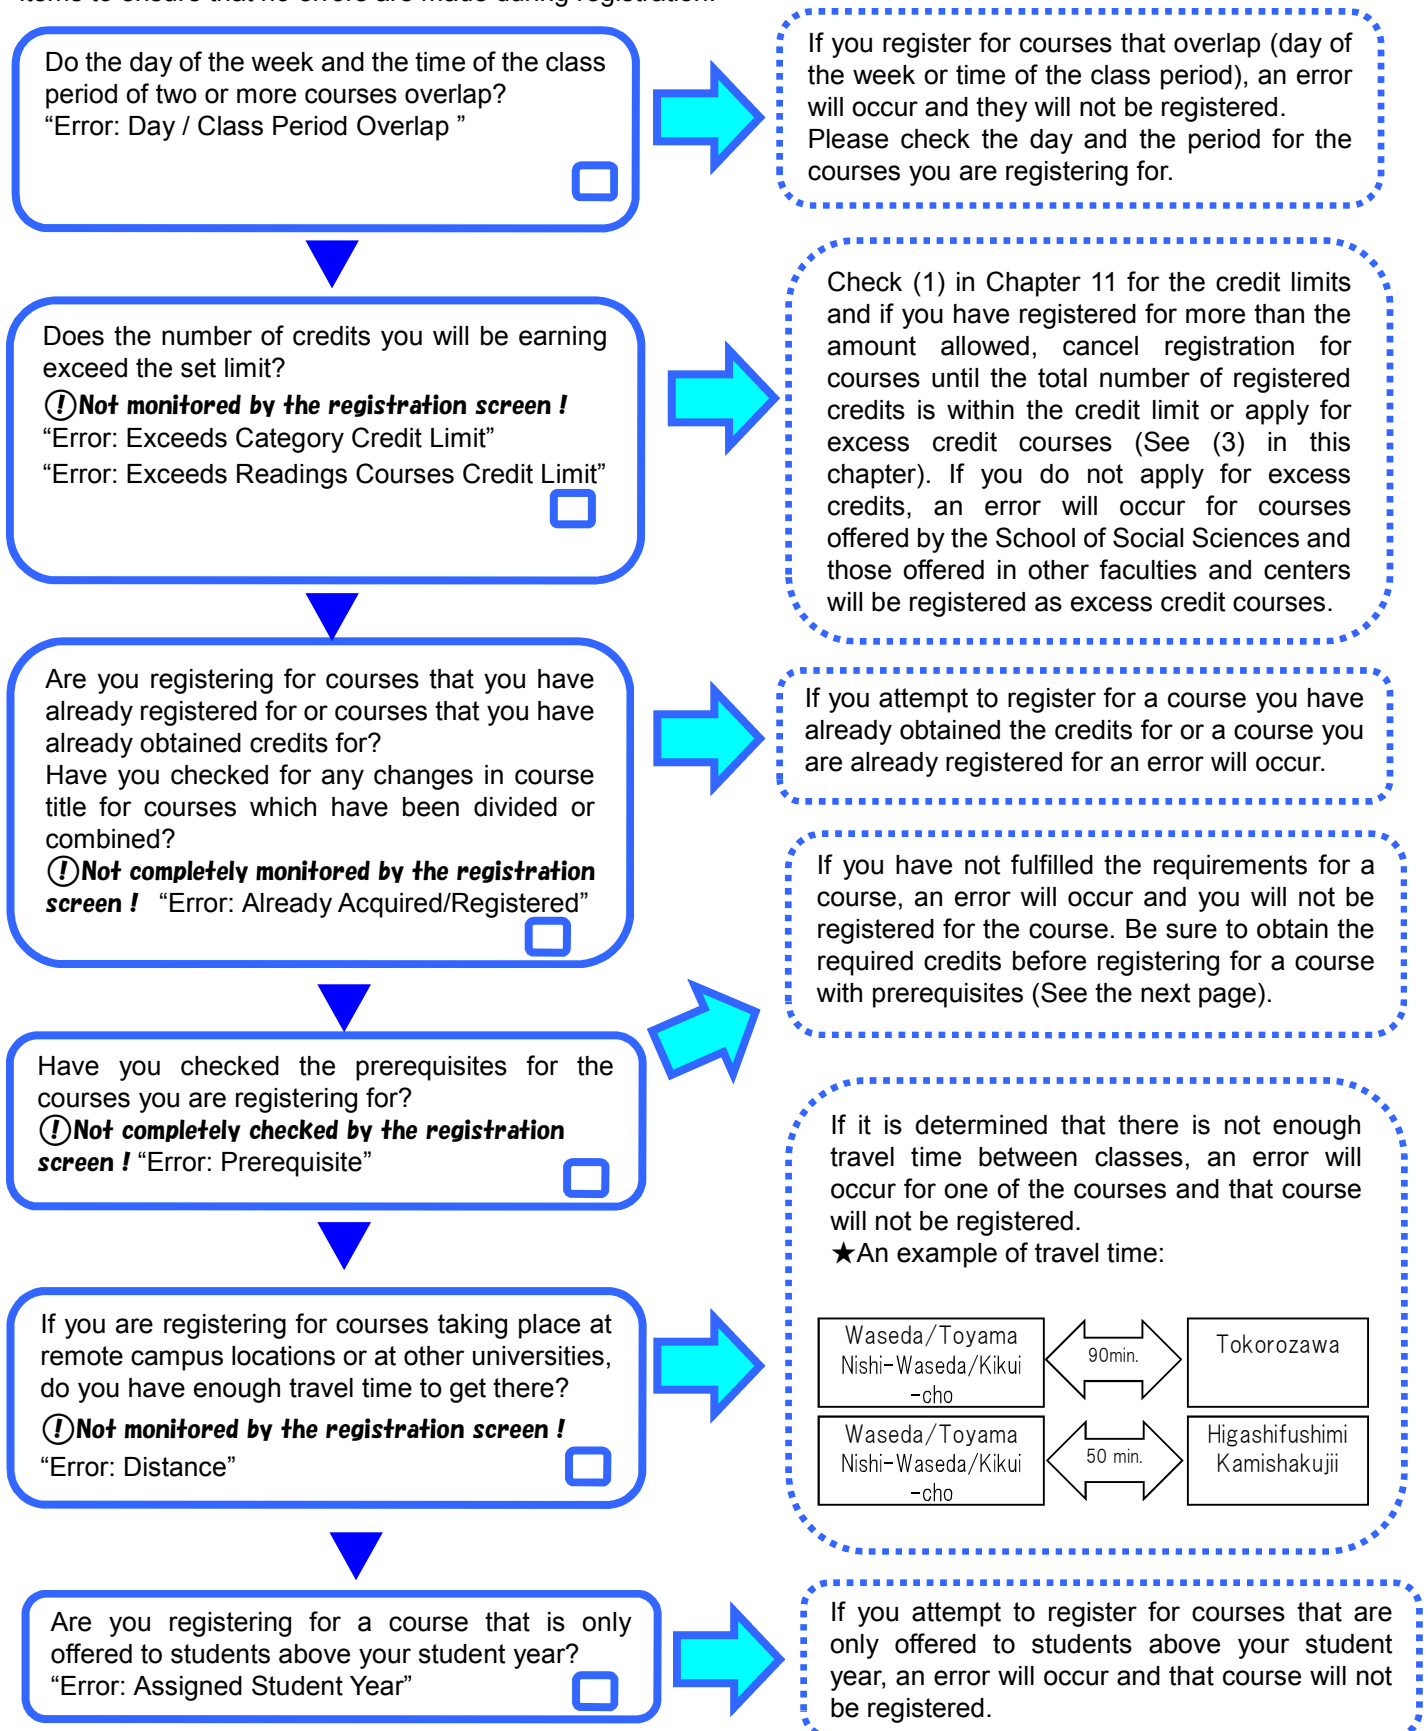 items to ensure that no errors are made during registration.
Do the day of the week and the time of the class
period of two or more courses overlap?
“Error: Day / Class Period Overlap ”
If you register for courses that overlap (day of
the week or time of the class period), an error
will occur and they will not be registered.
Please check the day and the period for the
courses you are registering for.
Does the number of credits you will be earning
exceed the set limit?
!Not monitored by the registration screen !
“Error: Exceeds Category Credit Limit”
“Error: Exceeds Readings Courses Credit Limit”
Check (1) in Chapter 11 for the credit limits
and if you have registered for more than the
amount allowed, cancel registration for
courses until the total number of registered
credits is within the credit limit or apply for
excess credit courses (See (3) in this
chapter). If you do not apply for excess
credits, an error will occur for courses
offered by the School of Social Sciences and
those offered in other faculties and centers
will be registered as excess credit courses.
Are you registering for courses that you have
already registered for or courses that you have
already obtained credits for?
Have you checked for any changes in course
title for courses which have been divided or
combined?
!Not completely monitored by the registration
screen ! “Error: Already Acquired/Registered”
If you attempt to register for a course you have
already obtained the credits for or a course you
are already registered for an error will occur.
Have you checked the prerequisites for the
courses you are registering for?
!Not completely checked by the registration
screen ! “Error: Prerequisite”
If you have not fulfilled the requirements for a
course, an error will occur and you will not be
registered for the course. Be sure to obtain the
required credits before registering for a course
with prerequisites (See the next page).
If you are registering for courses taking place at
remote campus locations or at other universities,
do you have enough travel time to get there?
!Not monitored by the registration screen !
“Error: Distance”
If it is determined that there is not enough
travel time between classes, an error will
occur for one of the courses and that course
will not be registered.
★An example of travel time:
Waseda/Toyama
Nishi-Waseda/Kikui
-cho
90min.
Tokorozawa
Waseda/Toyama
Nishi-Waseda/Kikui
-cho
50 min.
Higashifushimi
Kamishakujii
Are you registering for a course that is only
offered to students above your student year?
“Error: Assigned Student Year”
If you attempt to register for courses that are
only offered to students above your student
year, an error will occur and that course will not
be registered.